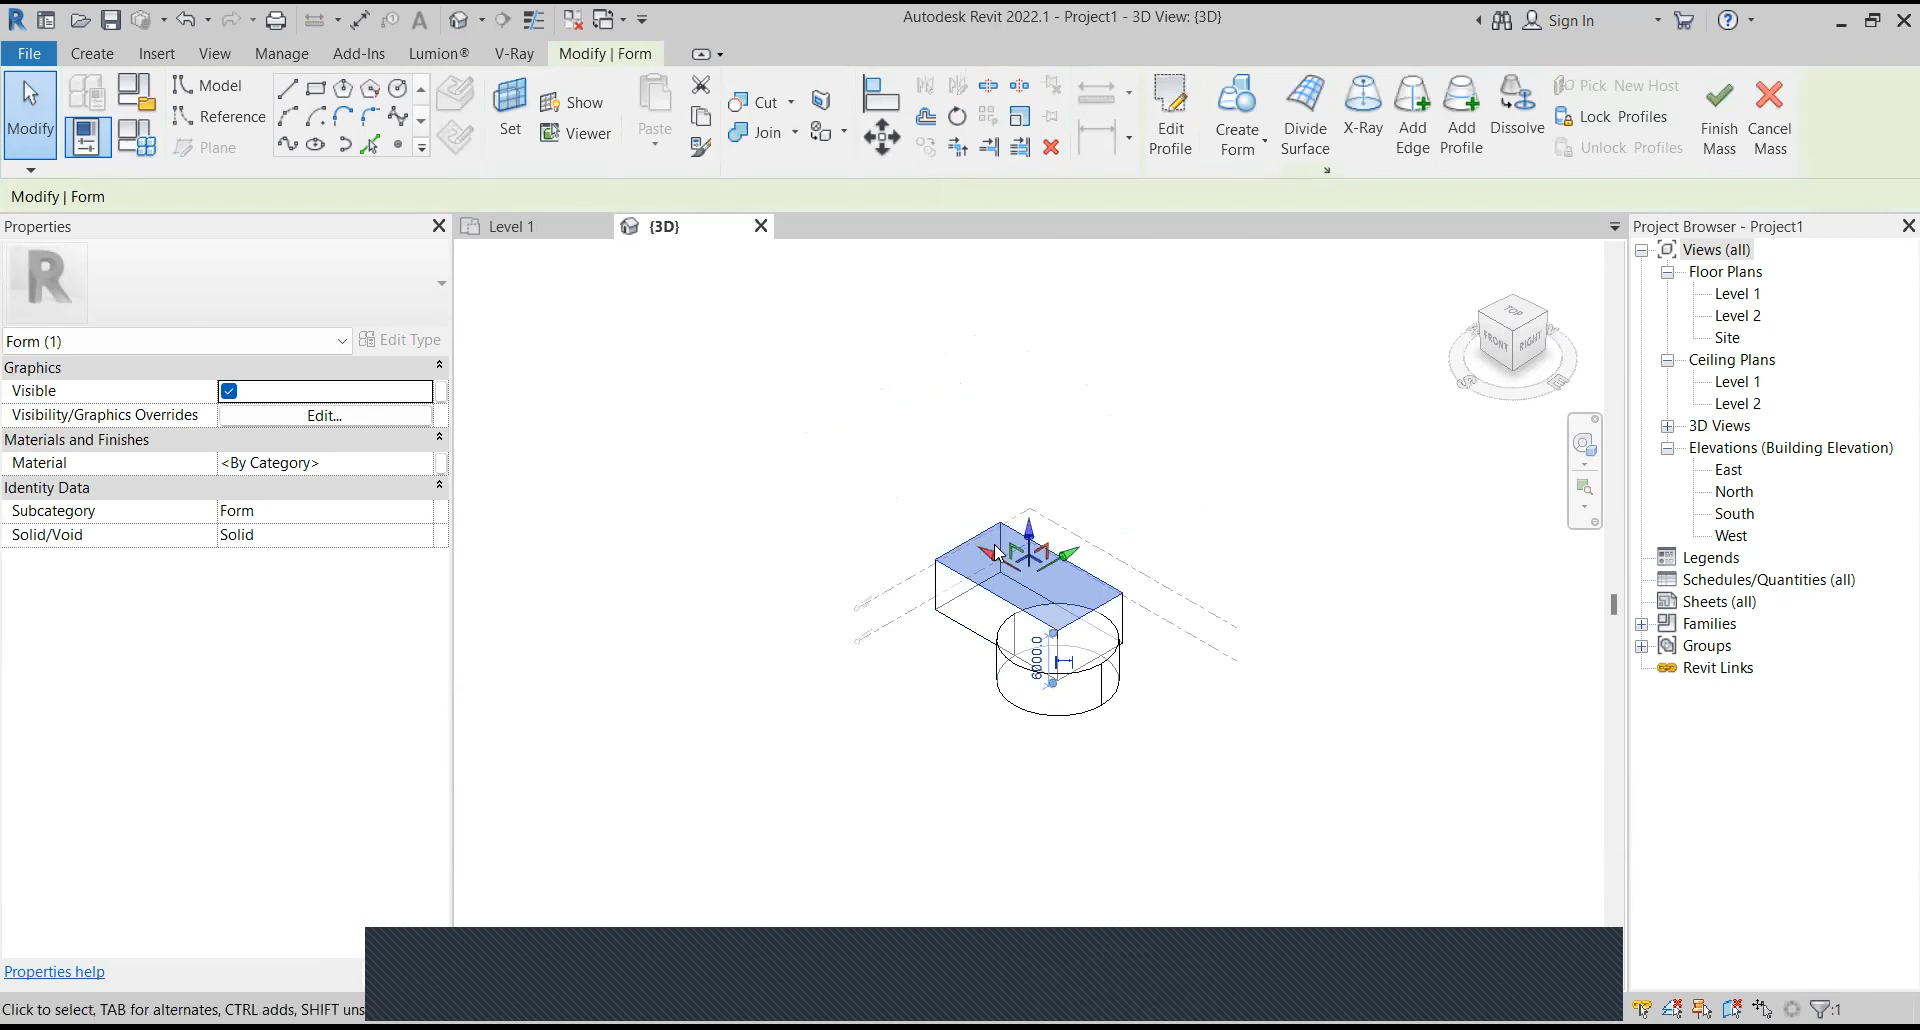 Autodesk Revit 2022.1 - Project1 - 3D View: {3D}
Sign In
File
Create
Insert
View
Manage
Add-Ins
Lumion®
V-Ray
Modify | Form
Modify
Model
Reference
Plane
Set
Show
Viewer
Paste
Cut
Join
Edit Profile
Create Form
Divide Surface
X-Ray
Add Edge
Add Profile
Dissolve
Pick New Host
Lock Profiles
Unlock Profiles
Finish Mass
Cancel Mass
Modify | Form
Properties
Level 1
{3D}
Project Browser - Project1
R
Form (1)
Edit Type
Graphics
Visible
Visibility/Graphics Overrides
Edit...
Materials and Finishes
Material
<By Category>
Identity Data
Subcategory
Form
Solid/Void
Solid
TOP
FRONT
RIGHT
S
E
6000.0
Views (all)
Floor Plans
Level 1
Level 2
Site
Ceiling Plans
Level 1
Level 2
3D Views
Elevations (Building Elevation)
East
North
South
West
Legends
Schedules/Quantities (all)
Sheets (all)
Families
Groups
Revit Links
Properties help
Click to select, TAB for alternates, CTRL adds, SHIFT uns
:1